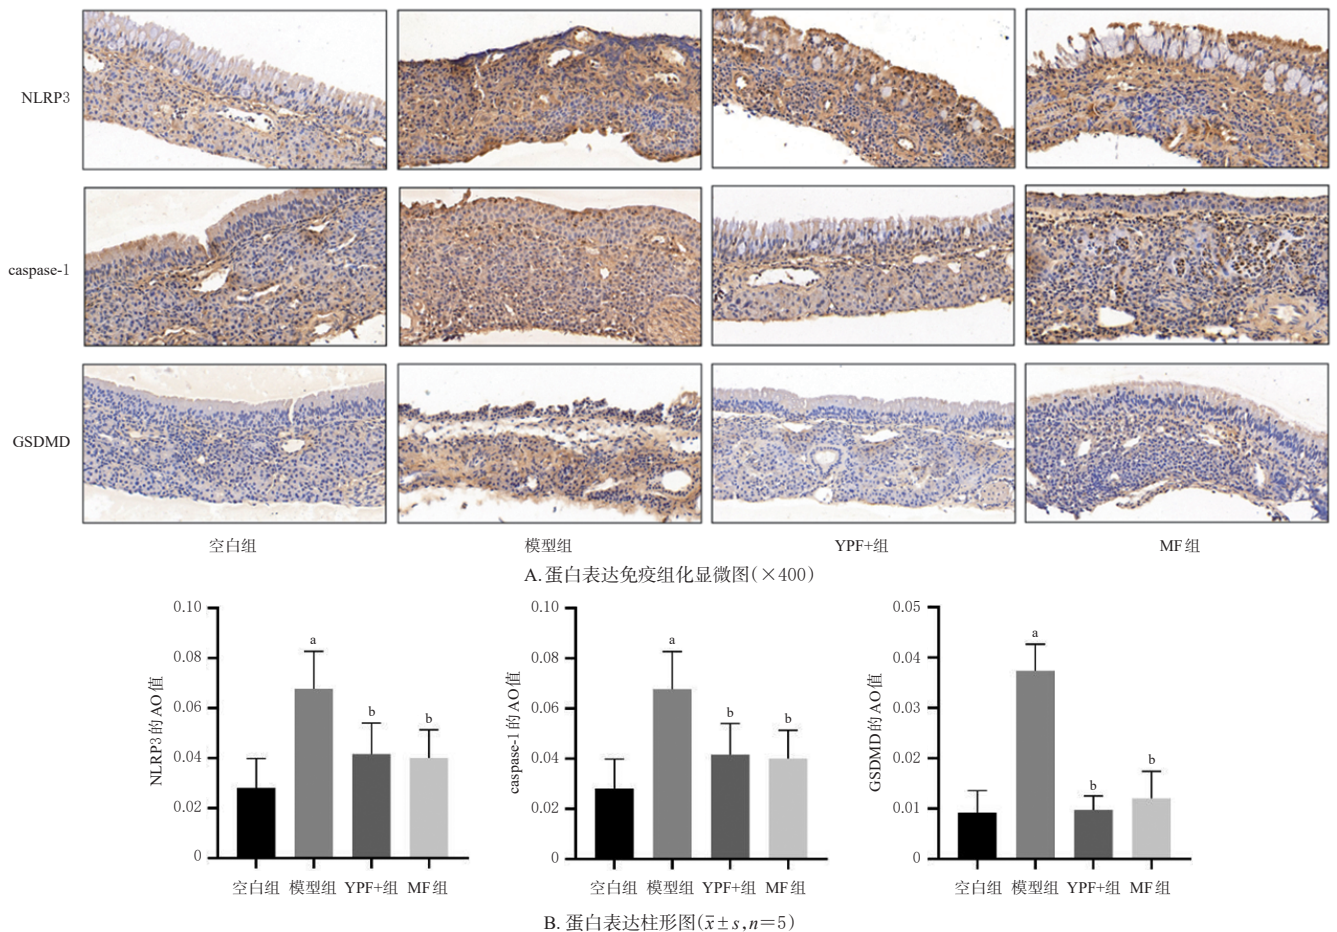 NLRP3
caspase-1
GSDMD
空白组 模型组 YPF+组 MF组
A. 蛋白表达免疫组化显微图(×400)
NLRP3的AO值
0.10
0.08
0.06
0.04
0.02
0
a
b
b
空白组 模型组 YPF+组 MF组
caspase-1的AO值
0.10
0.08
0.06
0.04
0.02
0
a
b
b
空白组 模型组 YPF+组 MF组
GSDMD的AO值
0.05
0.04
0.03
0.02
0.01
0
a
b
b
空白组 模型组 YPF+组 MF组
B. 蛋白表达柱形图(x̄±s,n=5)